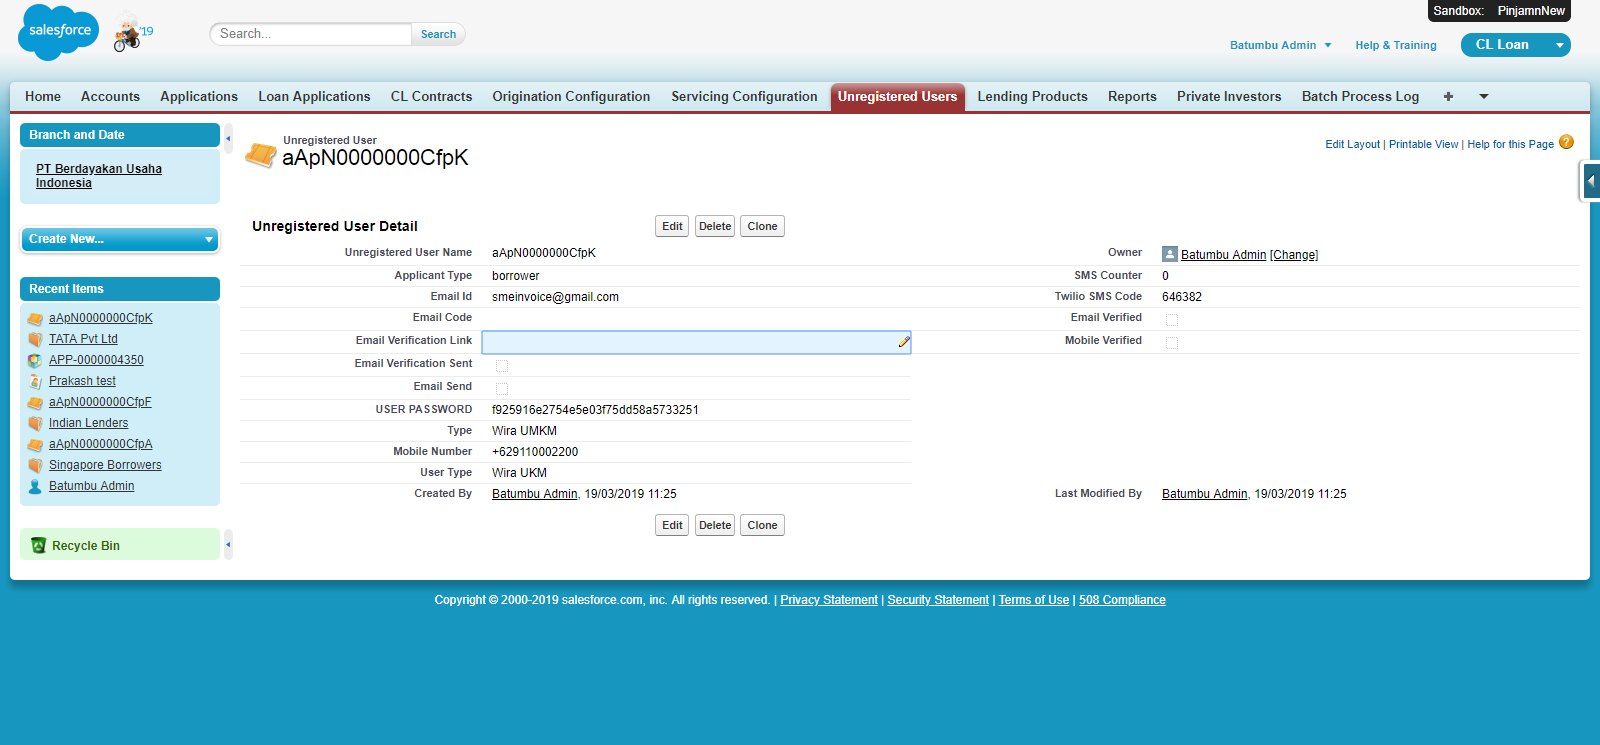 Sandbox: PinjamnNew
salesforce
'19
Search...
Search
Batumbu Admin
Help & Training
CL Loan
Home Accounts Applications Loan Applications CL Contracts Origination Configuration Servicing Configuration Unregistered Users Lending Products Reports Private Investors Batch Process Log +
Branch and Date
PT Berdayakan Usaha
Indonesia
Create New...
Recent Items
aApN0000000CfpK
TATA Pvt Ltd
APP-0000004350
Prakash test
aApN0000000CfpF
Indian Lenders
aApN0000000CfpA
Singapore Borrowers
Batumbu Admin
Recycle Bin
Unregistered User
aApN0000000CfpK
Edit Layout | Printable View | Help for this Page ?
Unregistered User Detail
Edit Delete Clone
Unregistered User Name aApN0000000CfpK
Owner Batumbu Admin [Change]
Applicant Type borrower
SMS Counter 0
Email Id smeinvoice@gmail.com
Twilio SMS Code 646382
Email Code
Email Verified
Email Verification Link
Mobile Verified
Email Verification Sent
Email Send
USER PASSWORD f925916e2754e5e03f75dd58a5733251
Type Wira UMKM
Mobile Number +629110002200
User Type Wira UKM
Created By Batumbu Admin, 19/03/2019 11:25
Last Modified By Batumbu Admin, 19/03/2019 11:25
Edit Delete Clone
Copyright © 2000-2019 salesforce.com, inc. All rights reserved. | Privacy Statement | Security Statement | Terms of Use | 508 Compliance